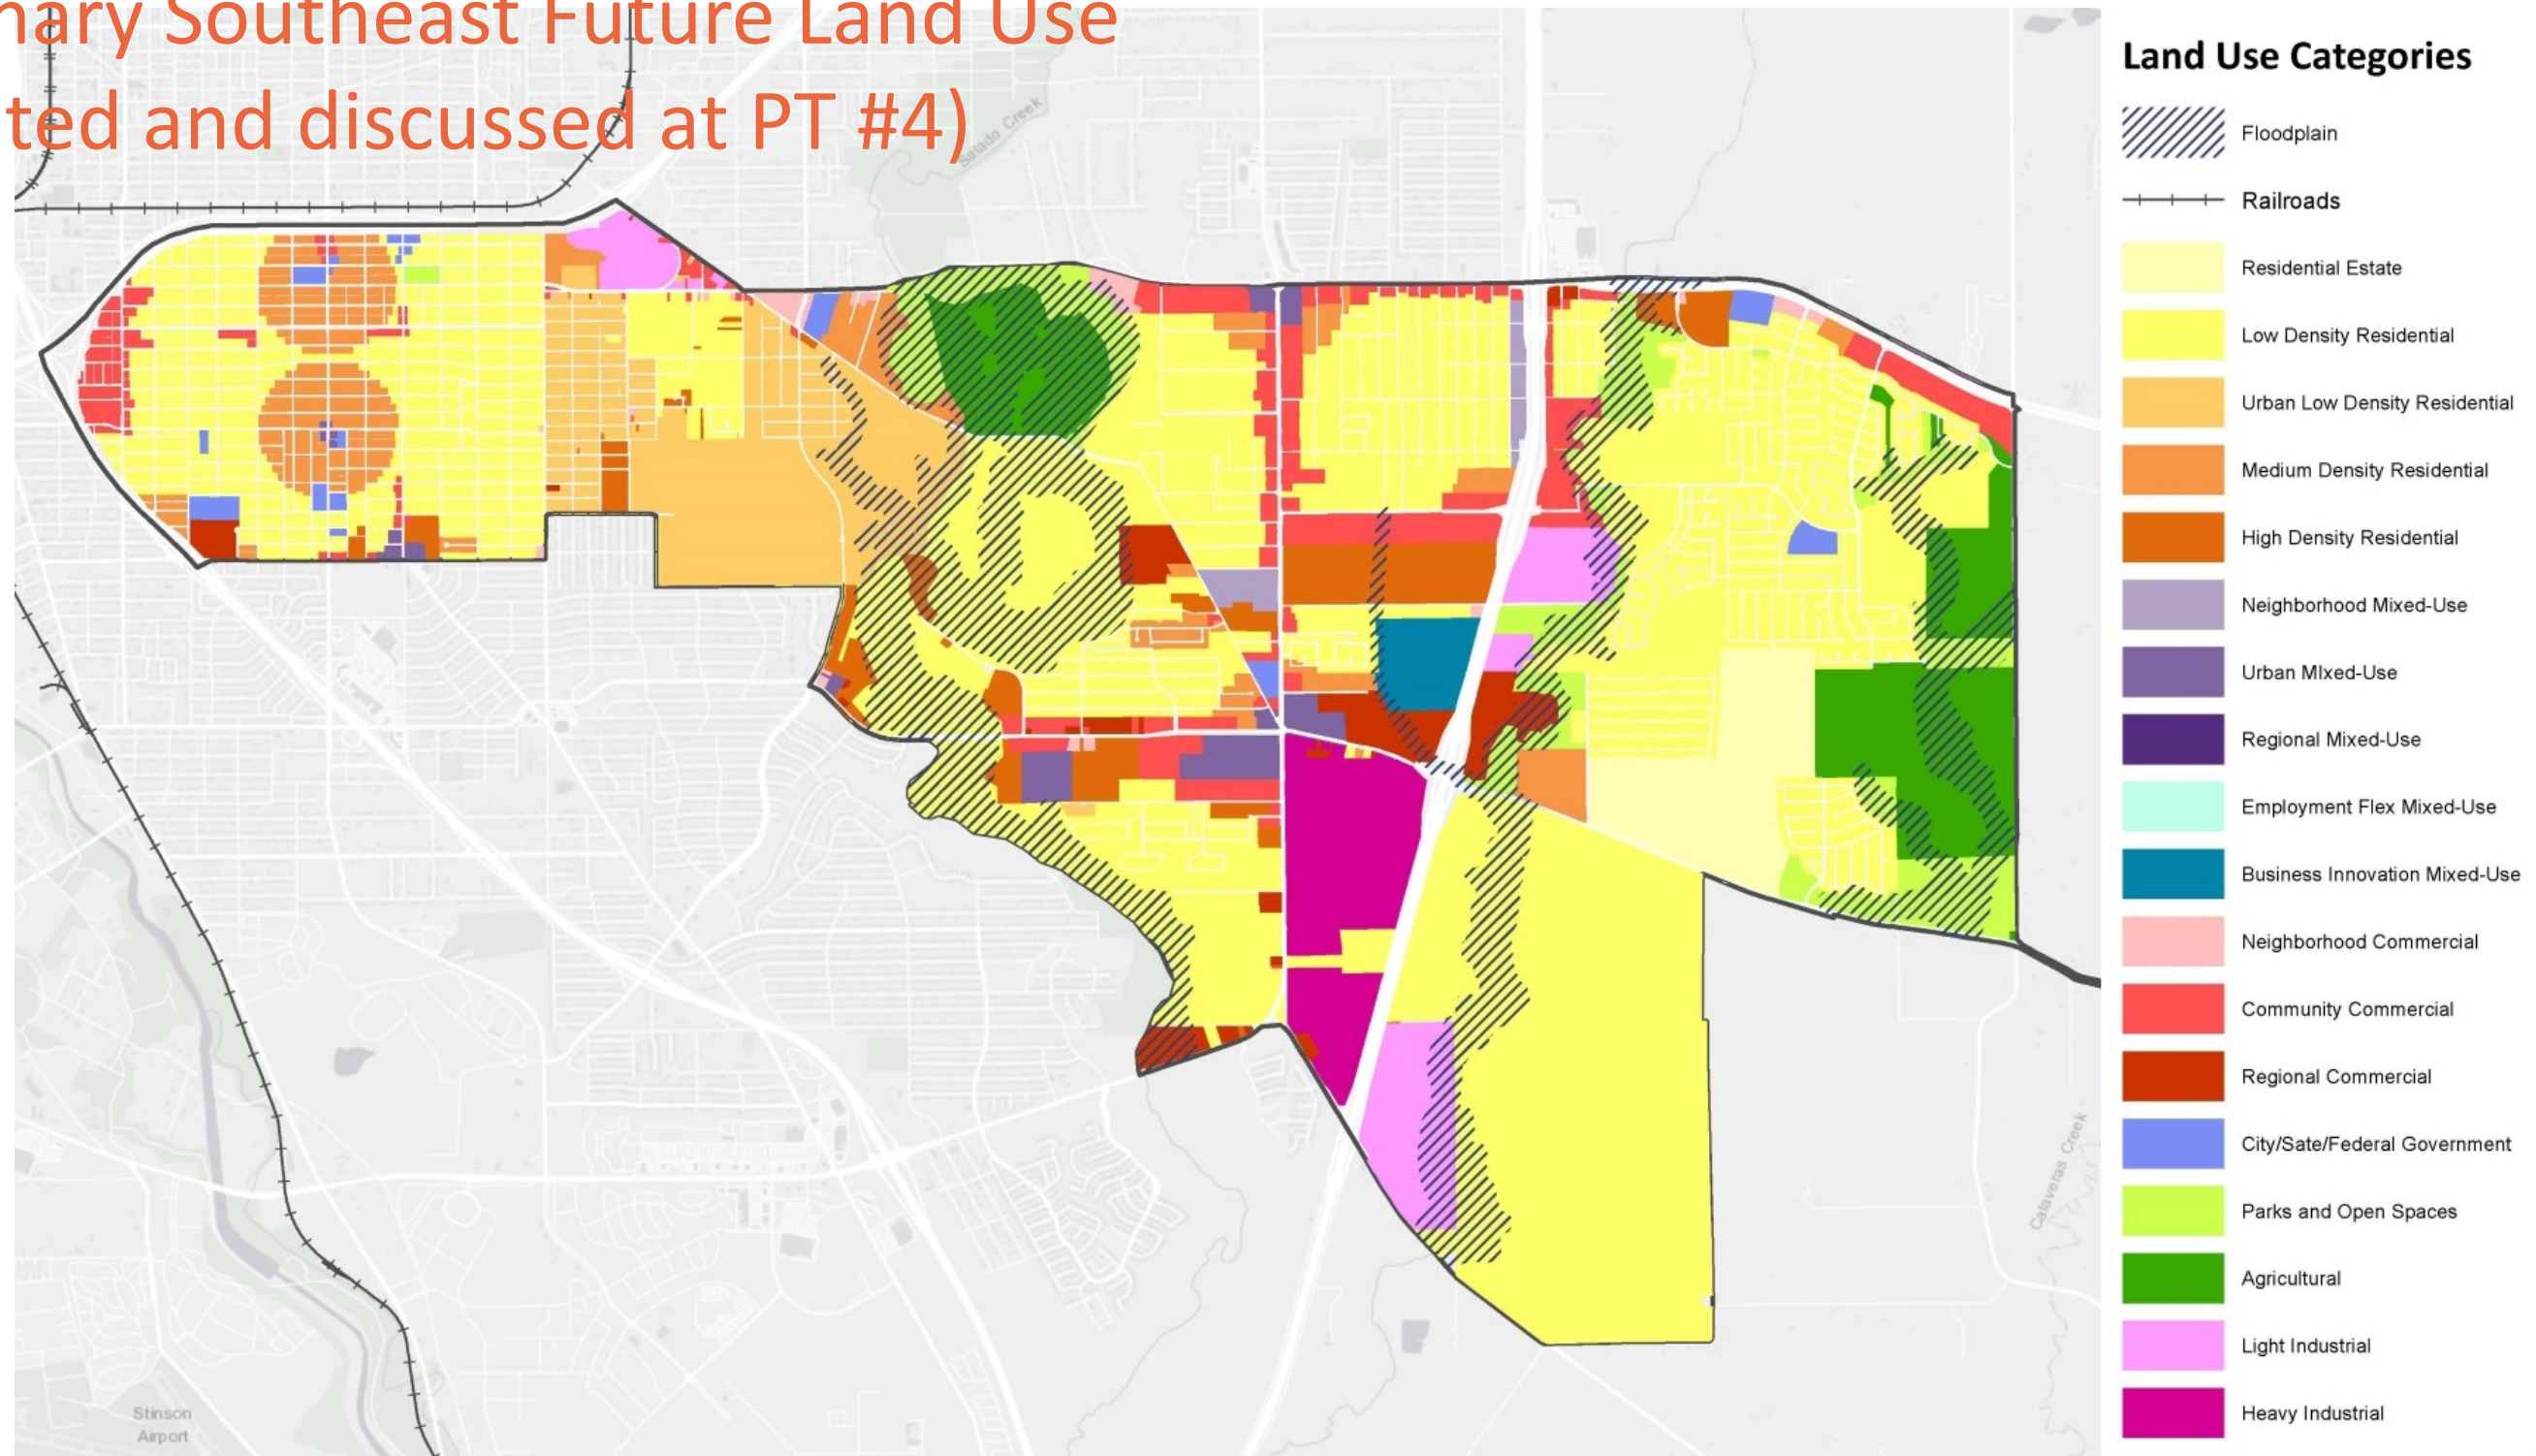 nary Southeast Future Land Use
ted and discussed at PT #4)
Salado Creek
Stinson
Airport
Calaveras Creek
Land Use Categories
Floodplain
Railroads
Residential Estate
Low Density Residential
Urban Low Density Residential
Medium Density Residential
High Density Residential
Neighborhood Mixed-Use
Urban MIxed-Use
Regional Mixed-Use
Employment Flex Mixed-Use
Business Innovation Mixed-Use
Neighborhood Commercial
Community Commercial
Regional Commercial
City/Sate/Federal Government
Parks and Open Spaces
Agricultural
Light Industrial
Heavy Industrial